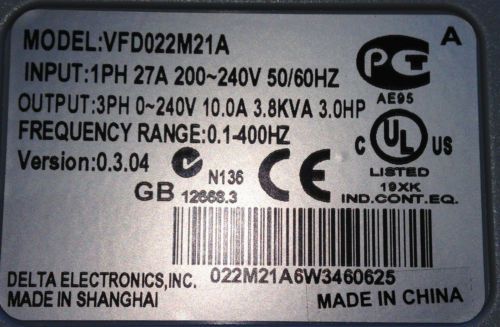 MODEL:VFD022M21A
A
INPUT:1PH 27A 200~240V 50/60HZ
OUTPUT:3PH 0~240V 10.0A 3.8KVA 3.0HP
AE95
FREQUENCY RANGE:0.1-400HZ
C UL US
LISTED
Version:0.3.04
N136
CE
19XK
GB 12668.3
IND.CONT.EQ.
022M21A6W3460625
DELTA ELECTRONICS,INC.
MADE IN SHANGHAI
MADE IN CHINA